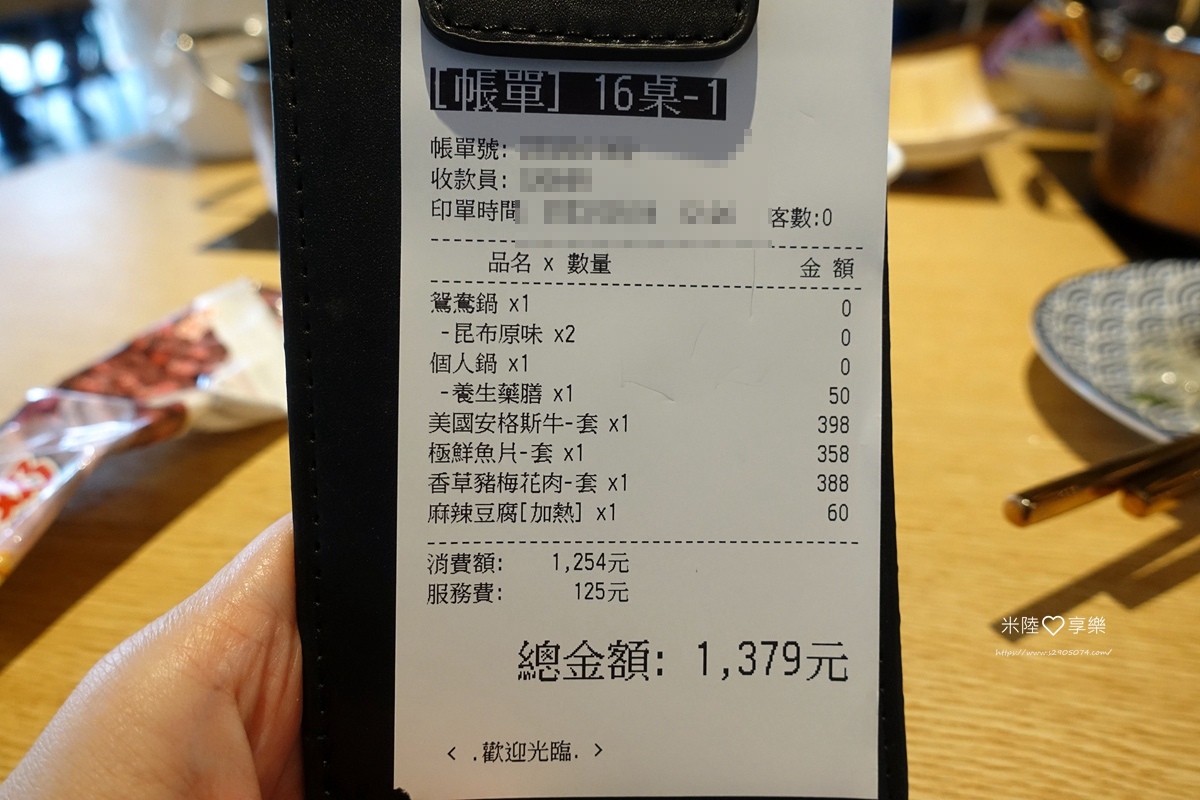 [帳單] 16桌-1
帳單號:
收款員:
印單時間 客數:0
品名 x 數量 金 額
鴛鴦鍋 x1 0
-昆布原味 x2 0
個人鍋 x1 0
-養生藥膳 x1 50
美國安格斯牛-套 x1 398
極鮮魚片-套 x1 358
香草豬梅花肉-套 x1 388
麻辣豆腐[加熱] x1 60
消費額: 1,254元
服務費: 125元
總金額: 1,379元
< .歡迎光臨. >
米陸♡享樂
https://www.s2905074.com/